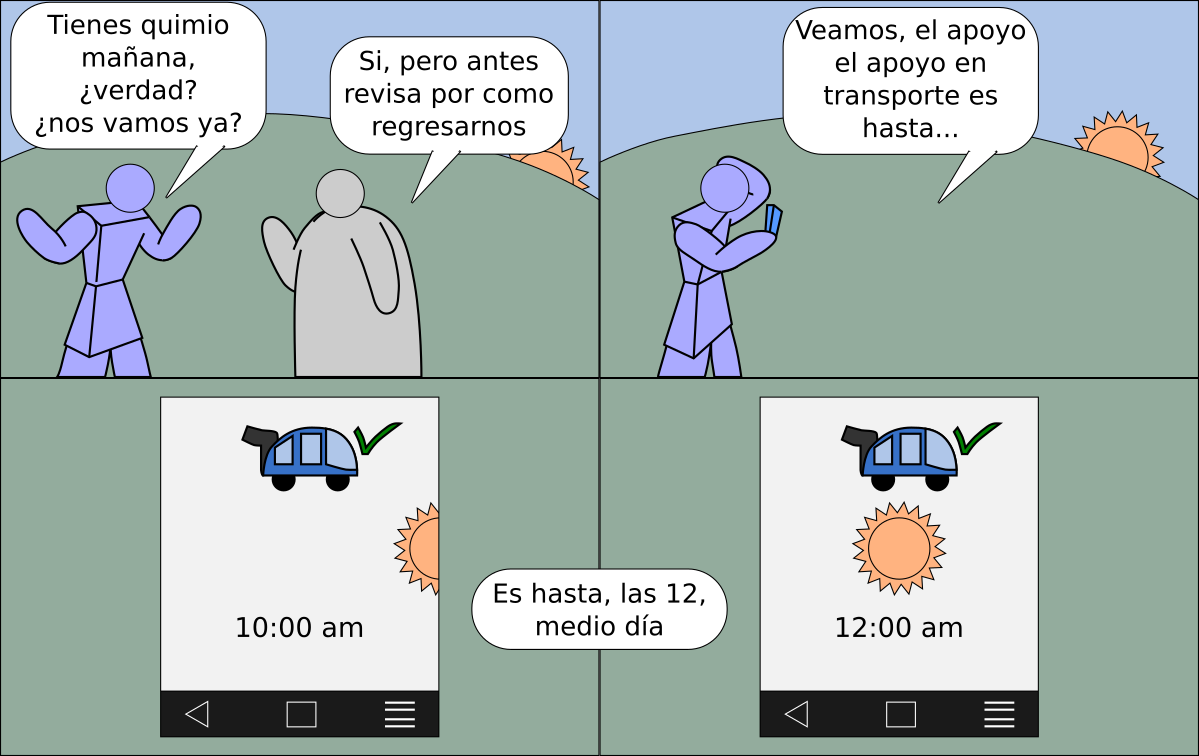 Tienes quimio
mañana,
¿verdad?
¿nos vamos ya?
Si, pero antes
revisa por como
regresarnos
Veamos, el apoyo
el apoyo en
transporte es
hasta...
10:00 am
Es hasta, las 12,
medio día
12:00 am